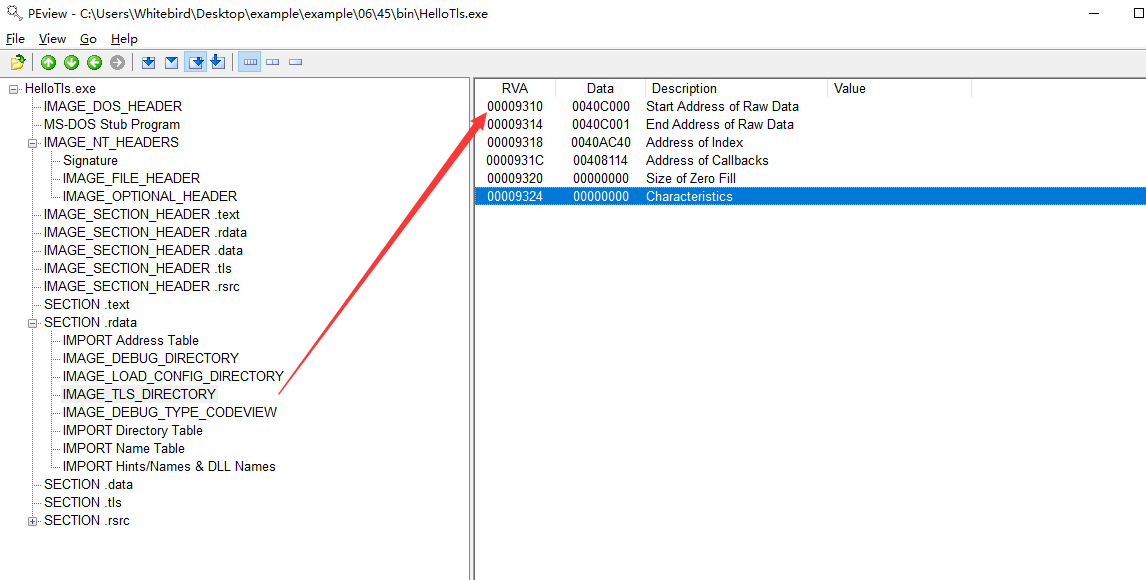 PEview - C:\Users\Whitebird\Desktop\example\example\06\45\bin\HelloTls.exe
File View Go Help
HelloTls.exe
IMAGE_DOS_HEADER
MS-DOS Stub Program
IMAGE_NT_HEADERS
Signature
IMAGE_FILE_HEADER
IMAGE_OPTIONAL_HEADER
IMAGE_SECTION_HEADER .text
IMAGE_SECTION_HEADER .rdata
IMAGE_SECTION_HEADER .data
IMAGE_SECTION_HEADER .tls
IMAGE_SECTION_HEADER .rsrc
SECTION .text
SECTION .rdata
IMPORT Address Table
IMAGE_DEBUG_DIRECTORY
IMAGE_LOAD_CONFIG_DIRECTORY
IMAGE_TLS_DIRECTORY
IMAGE_DEBUG_TYPE_CODEVIEW
IMPORT Directory Table
IMPORT Name Table
IMPORT Hints/Names & DLL Names
SECTION .data
SECTION .tls
SECTION .rsrc
RVA Data Description Value
00009310 0040C000 Start Address of Raw Data
00009314 0040C001 End Address of Raw Data
00009318 0040AC40 Address of Index
0000931C 00408114 Address of Callbacks
00009320 00000000 Size of Zero Fill
00009324 00000000 Characteristics